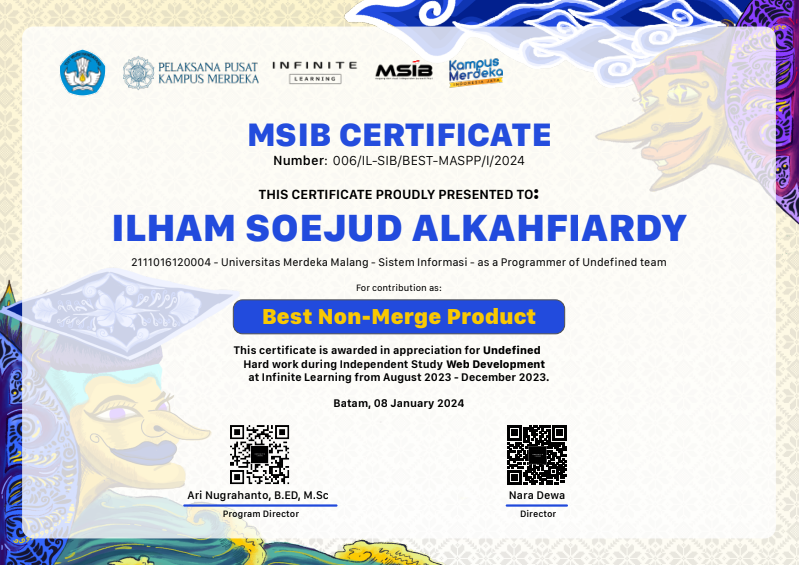 PELAKSANA PUSAT
KAMPUS MERDEKA
INFINITE
LEARNING
MSIB
Kampus
Merdeka
INDONESIA JAYA
MSIB CERTIFICATE
Number: 006/IL-SIB/BEST-MASPP/I/2024
THIS CERTIFICATE PROUDLY PRESENTED TO:
ILHAM SOEJUD ALKAHFIARDY
2111016120004 - Universitas Merdeka Malang - Sistem Informasi - as a Programmer of Undefined team
For contribution as:
Best Non-Merge Product
This certificate is awarded in appreciation for Undefined
Hard work during Independent Study Web Development
at Infinite Learning from August 2023 - December 2023.
Batam, 08 January 2024
Ari Nugrahanto, B.ED, M.Sc
Program Director
Nara Dewa
Director